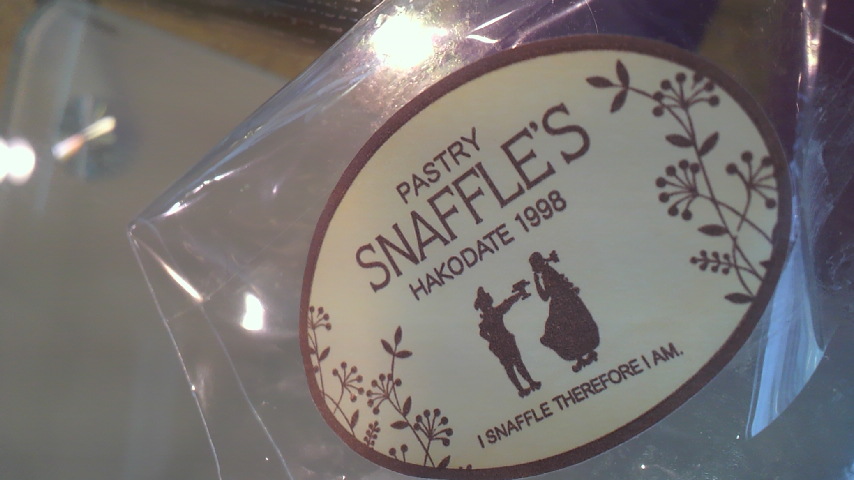 PASTRY
SNAFFLE'S
HAKODATE 1998
I SNAFFLE THEREFORE I AM.